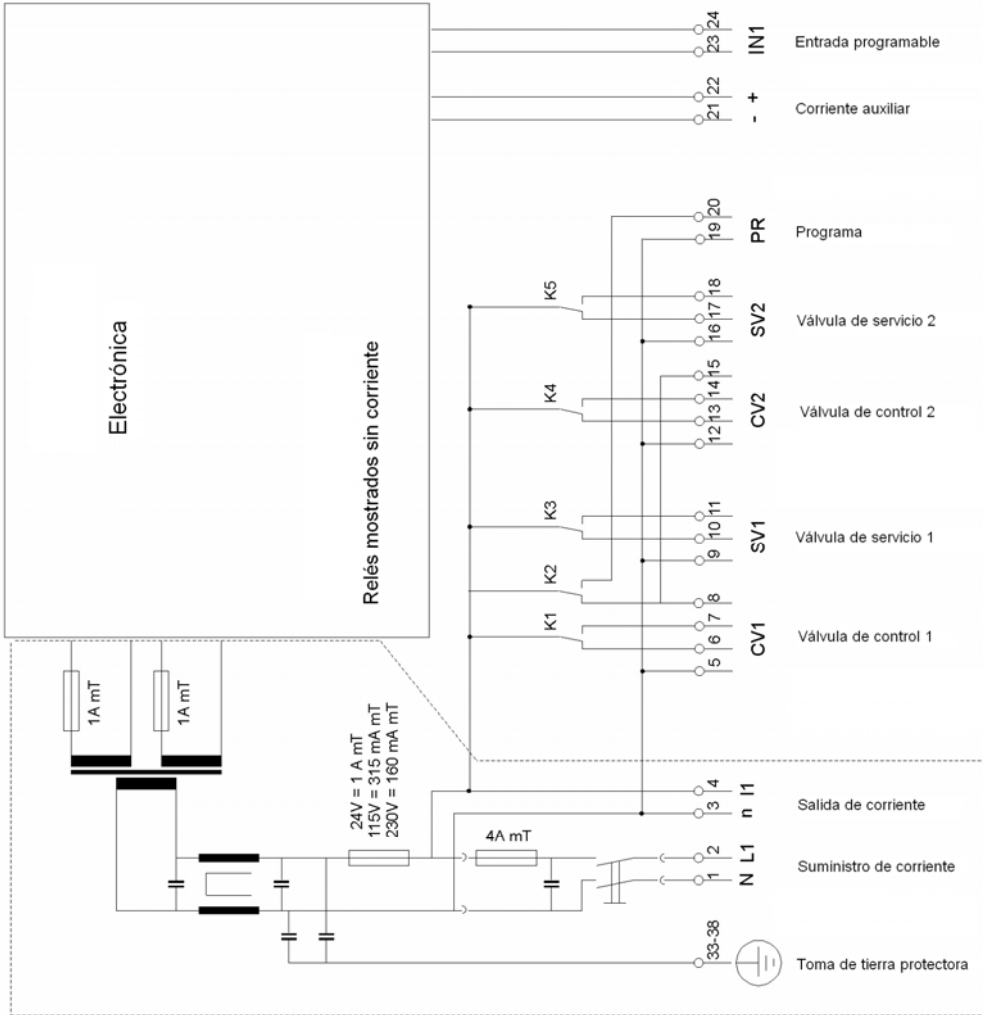 24
23
IN1
Entrada programable
22
21
+
-
Corriente auxiliar
20
19
PR
Programa
K5
18
17
16
SV2
Válvula de servicio 2
K4
15
14
13
12
CV2
Válvula de control 2
K3
11
10
9
SV1
Válvula de servicio 1
K2
K1
8
7
6
5
CV1
Válvula de control 1
Electrónica
Relés mostrados sin corriente
1A mT
1A mT
24V = 1 A mT
115V = 315 mA mT
230V = 160 mA mT
4A mT
4
3
l1
n
Salida de corriente
2
1
L1
N
Suministro de corriente
33-38
Toma de tierra protectora